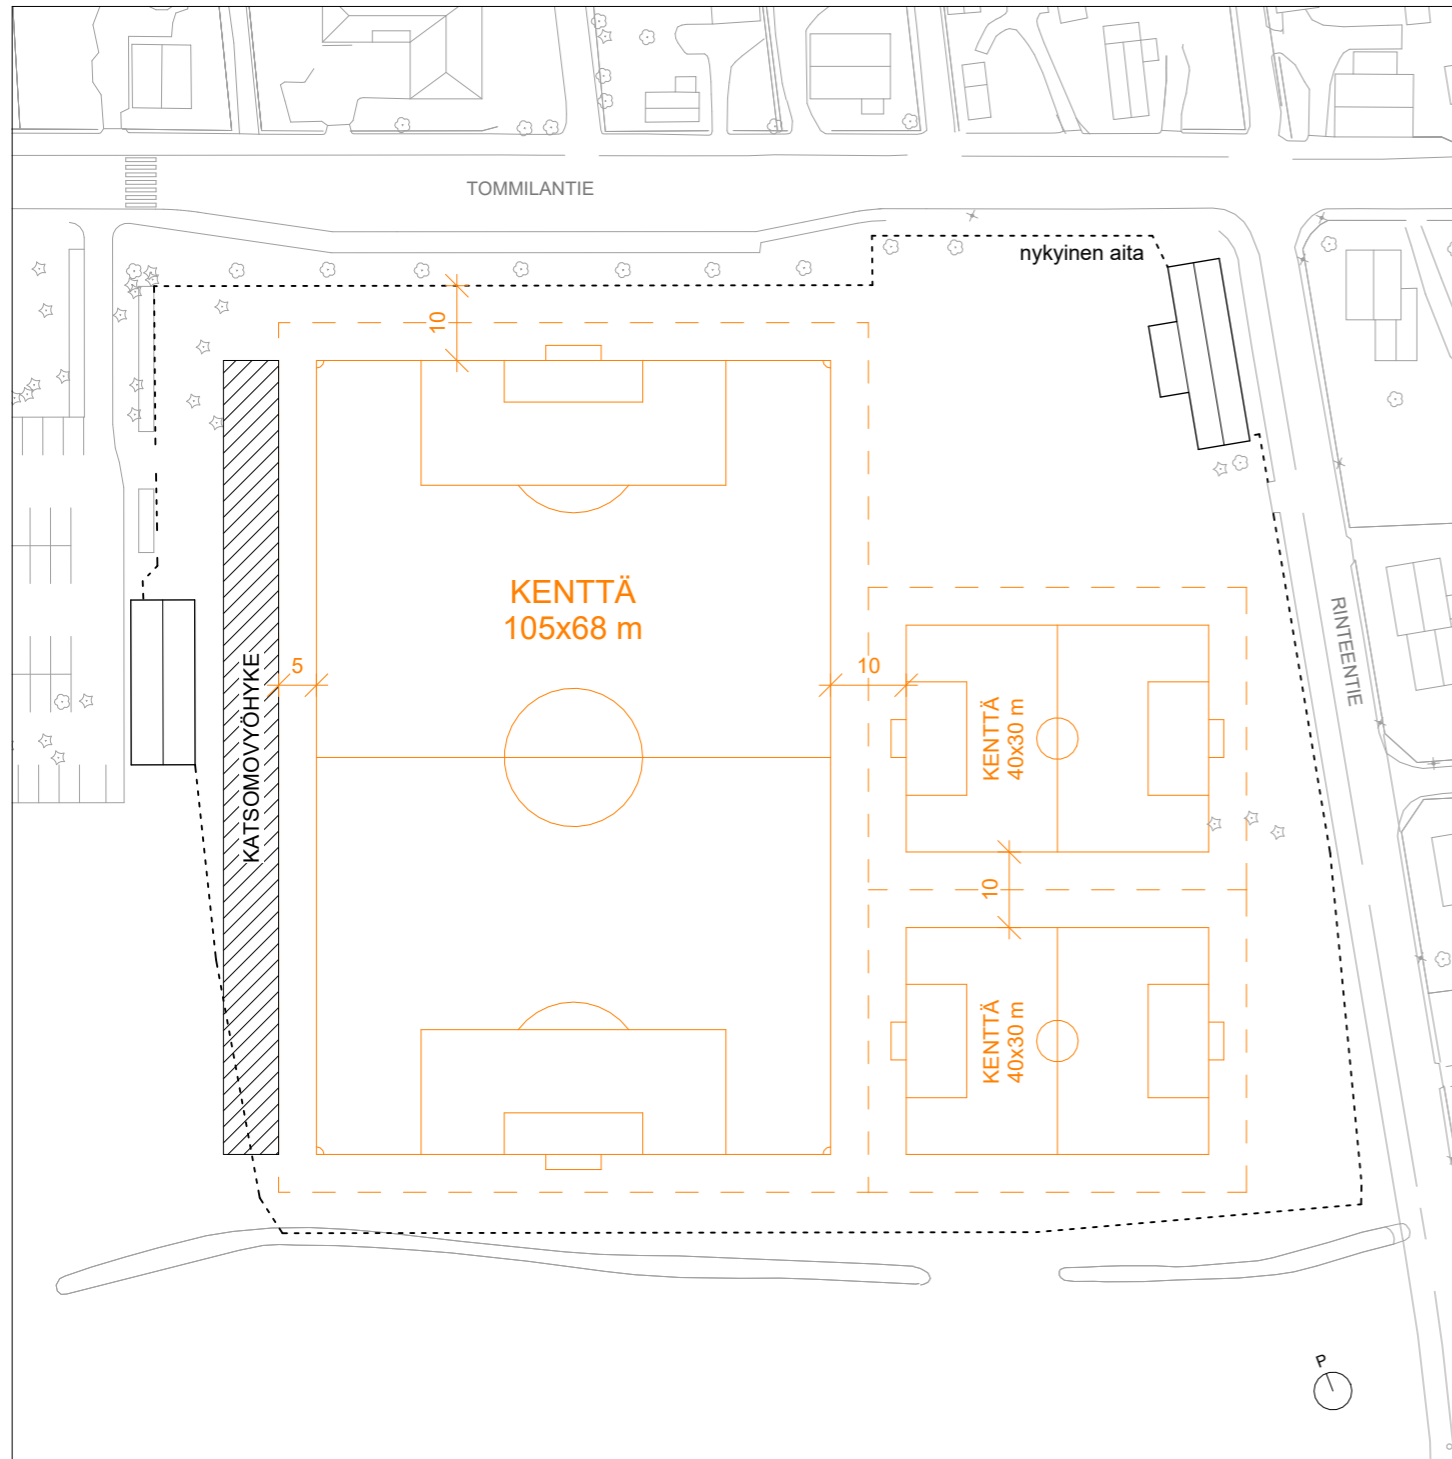 TOMMILANTIE
nykyinen aita
10
KENTTÄ
105x68 m
5
10
KATSOMOVYÖHYKE
KENTTÄ
40x30 m
RINTEENTIE
10
KENTTÄ
40x30 m
P